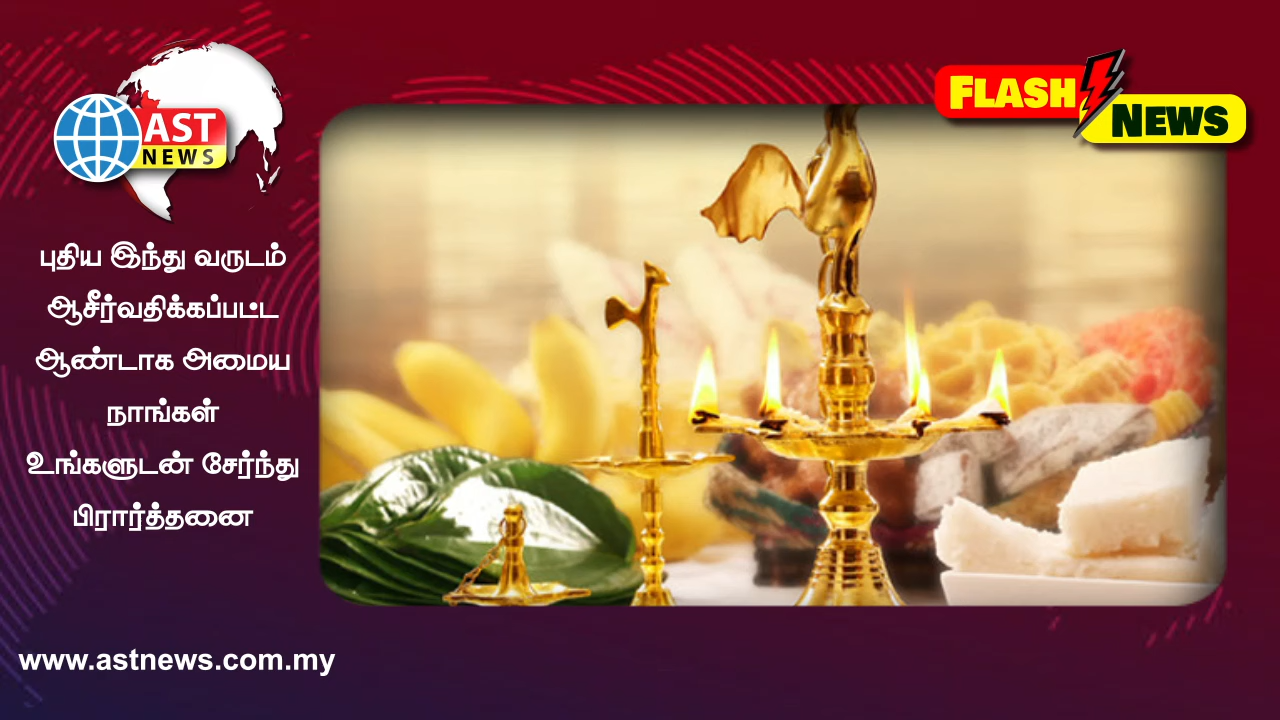 AST
NEWS
FLASH
NEWS
புதிய இந்து வருடம்
ஆசீர்வதிக்கப்பட்ட
ஆண்டாக அமைய
நாங்கள்
உங்களுடன் சேர்ந்து
பிரார்த்தனை
www.astnews.com.my